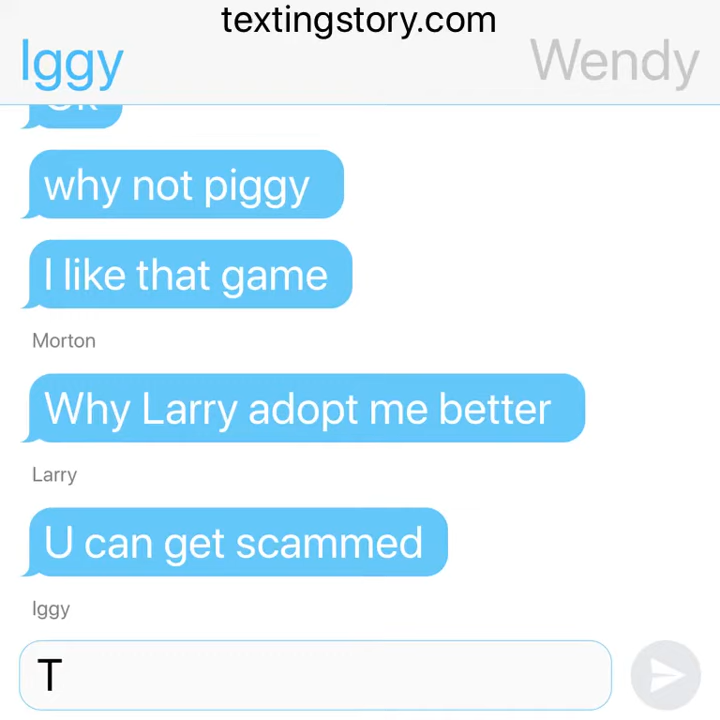 textingstory.com
Iggy
Wendy
why not piggy
I like that game
Morton
Why Larry adopt me better
Larry
U can get scammed
Iggy
T